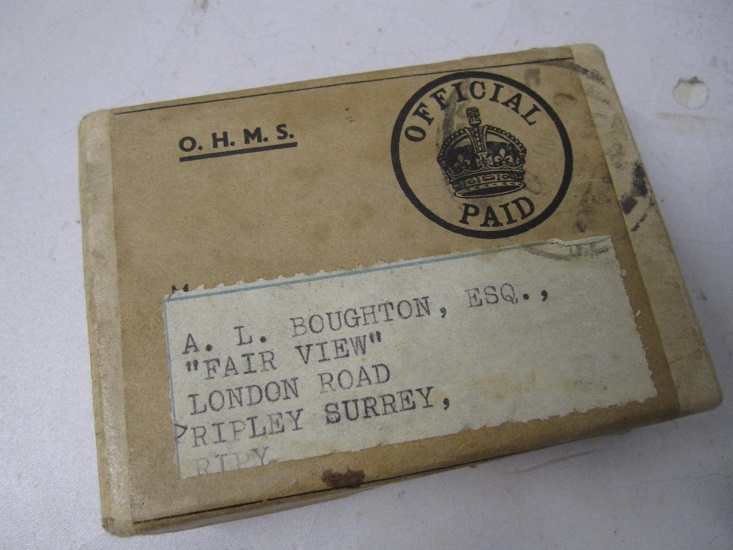 O. H. M. S.
OFFICIAL
PAID
M
A. L. BOUGHTON, ESQ.,
"FAIR VIEW"
LONDON ROAD
RIPLEY SURREY,